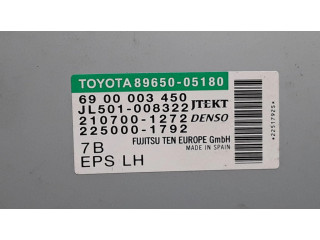 TOYOTA 89650-05180
69 00 003 450
JL501-008322 JTEKT
210700-1272 DENSO
225000-1792
FUJITSU TEN EUROPE GmbH
MADE IN SPAIN
7B
EPS LH
*2251792S*